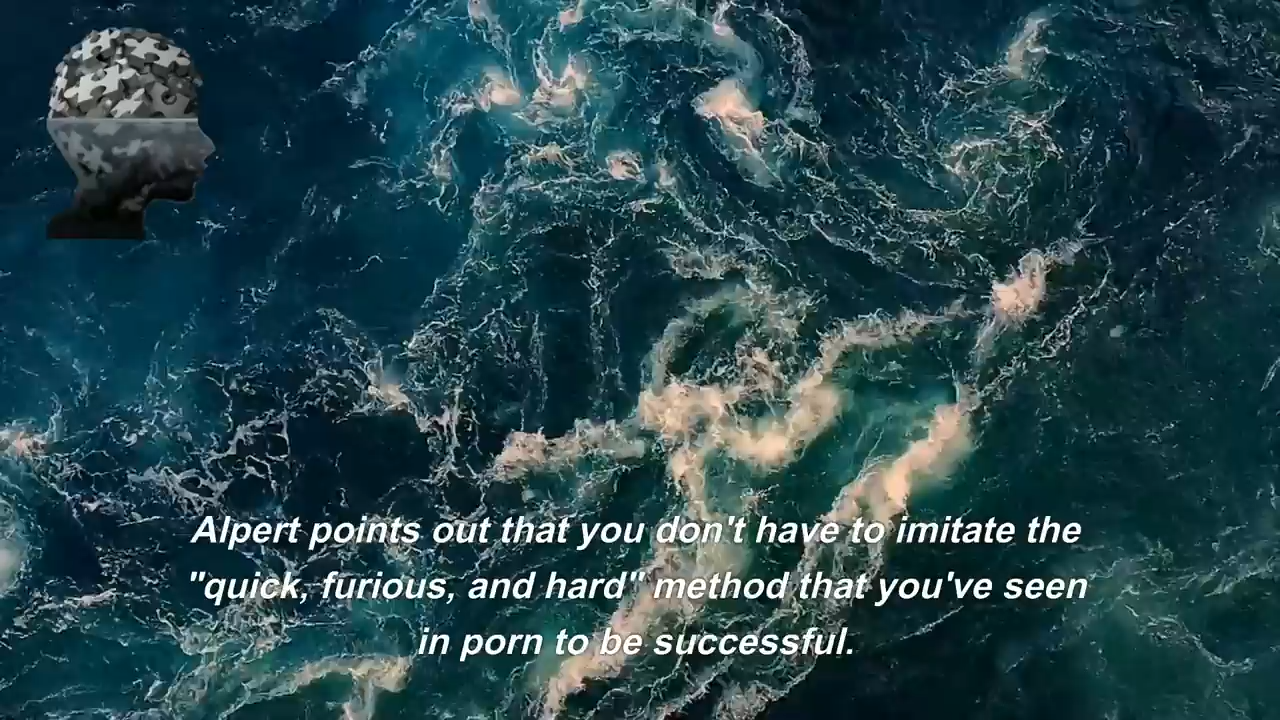 Alpert points out that you don't have to imitate the
"quick, furious, and hard" method that you've seen
in porn to be successful.